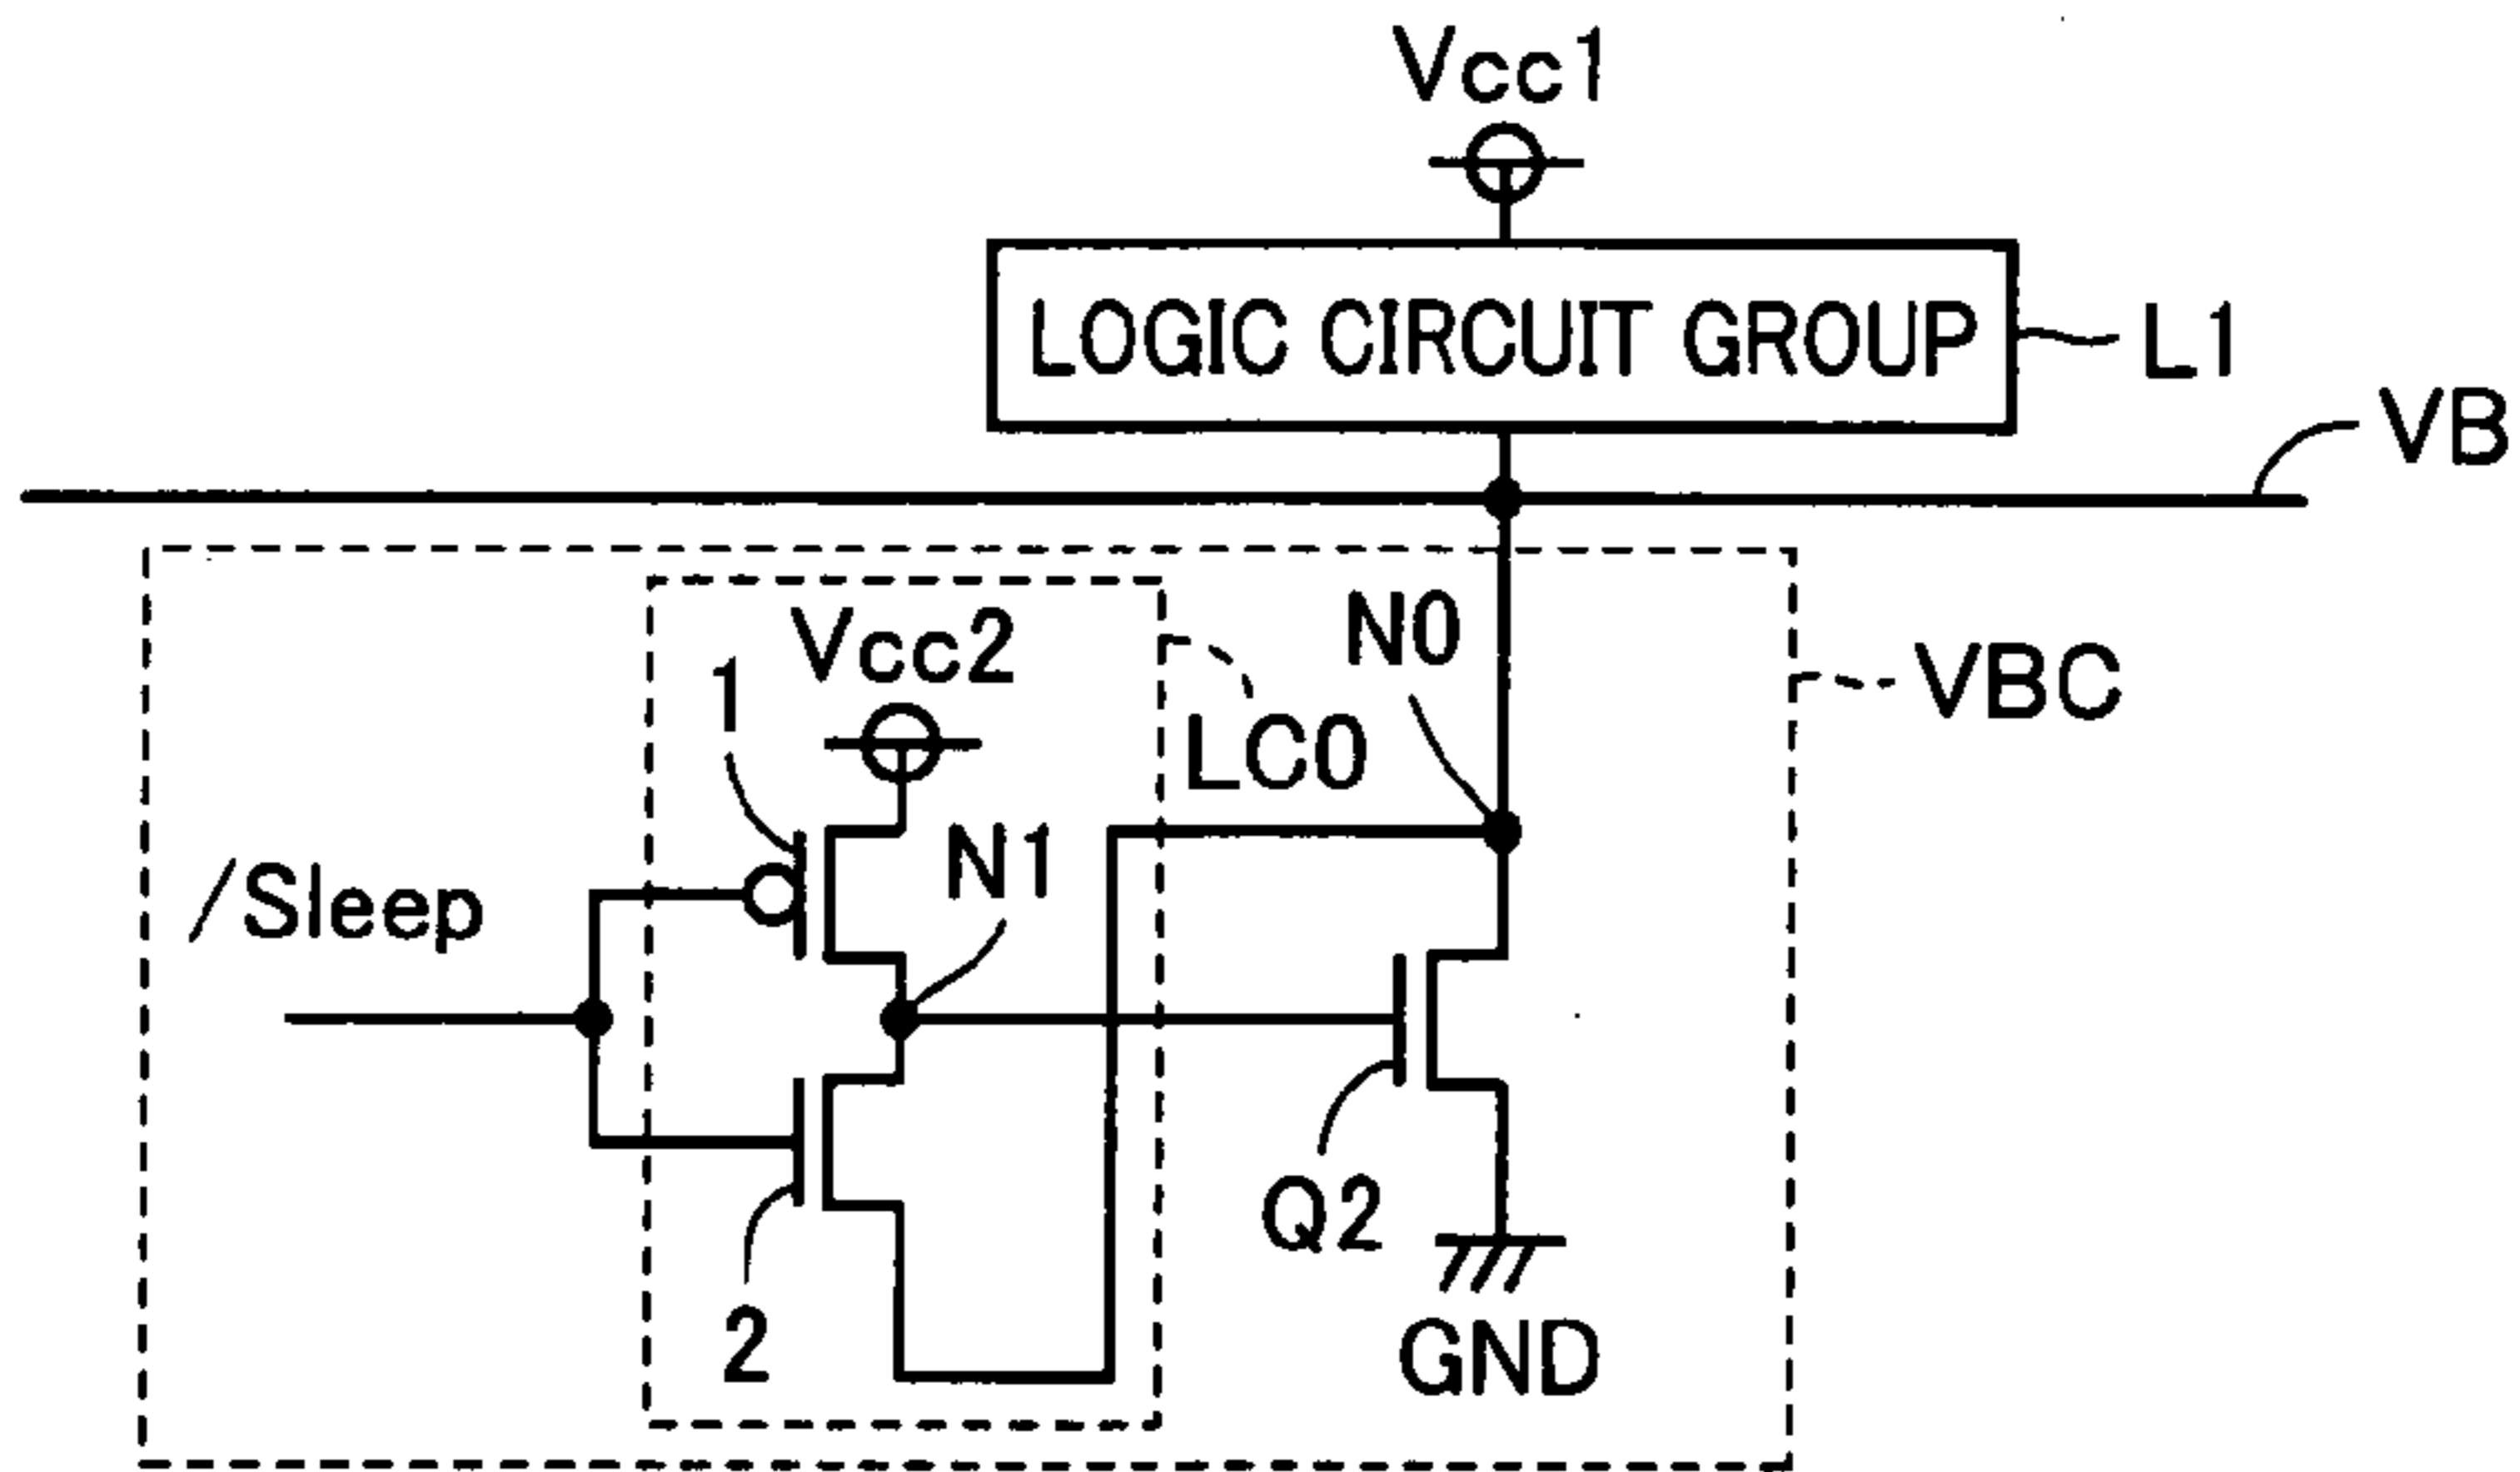 Vcc1
LOGIC CIRCUIT GROUP
L1
VB
Vcc2
N0
1
VBC
LC0
N1
/Sleep
Q2
2
GND